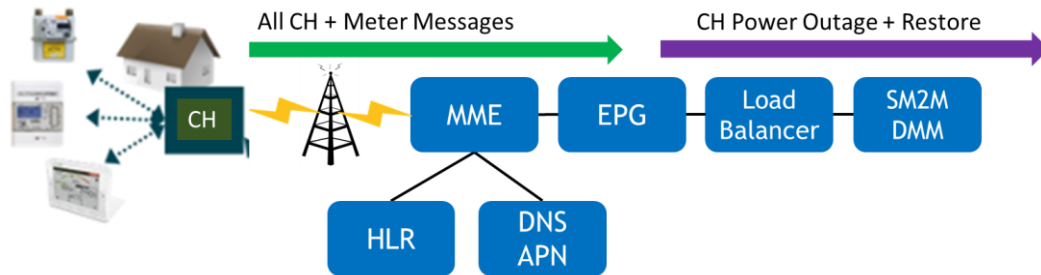 All CH + Meter Messages
CH Power Outage + Restore
CH
MME
EPG
Load
Balancer
SM2M
DMM
HLR
DNS
APN